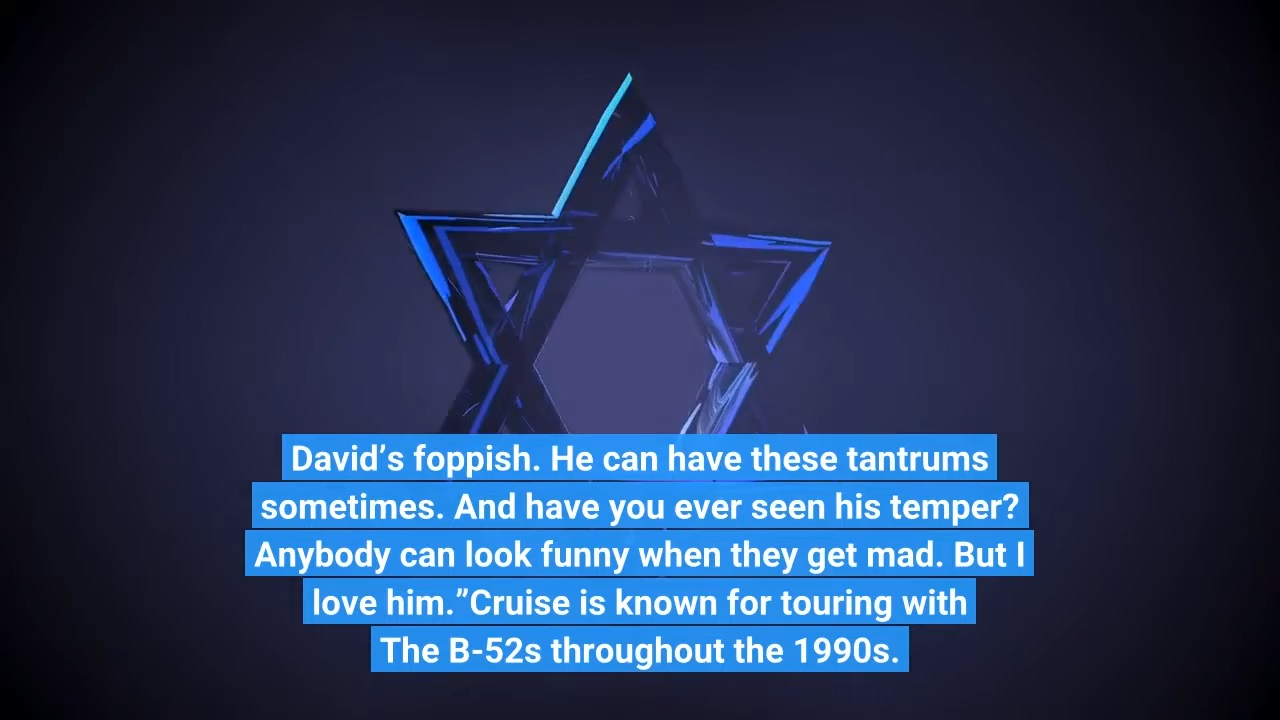 David’s foppish. He can have these tantrums
sometimes. And have you ever seen his temper?
Anybody can look funny when they get mad. But I
love him.”Cruise is known for touring with
The B-52s throughout the 1990s.